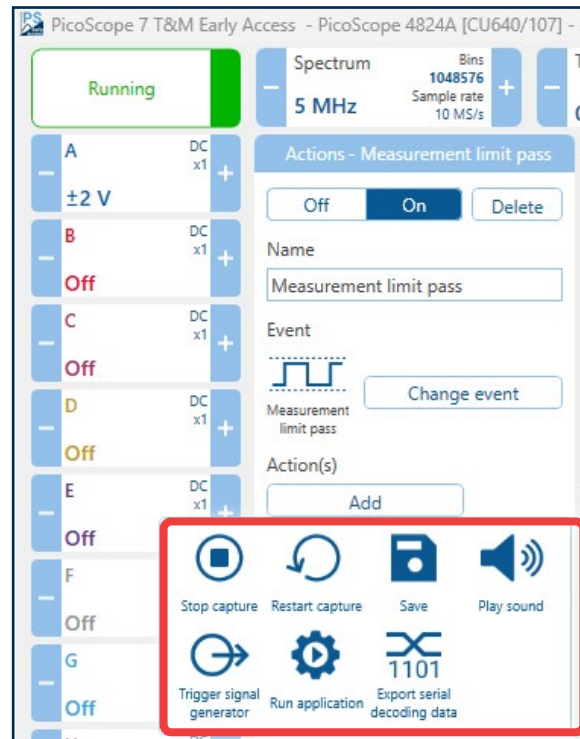 PicoScope 7 T&M Early Access - PicoScope 4824A [CU640/107] -
Running
Spectrum
5 MHz
Bins
1048576
Sample rate
10 MS/s
A
DC
x1
±2 V
B
DC
x1
Off
C
DC
x1
Off
D
DC
x1
Off
E
DC
x1
Off
F
Off
G
Off
Actions - Measurement limit pass
Off
On
Delete
Name
Measurement limit pass
Event
Measurement
limit pass
Change event
Action(s)
Add
Stop capture
Restart capture
Save
Play sound
Trigger signal
generator
Run application
1101
Export serial
decoding data